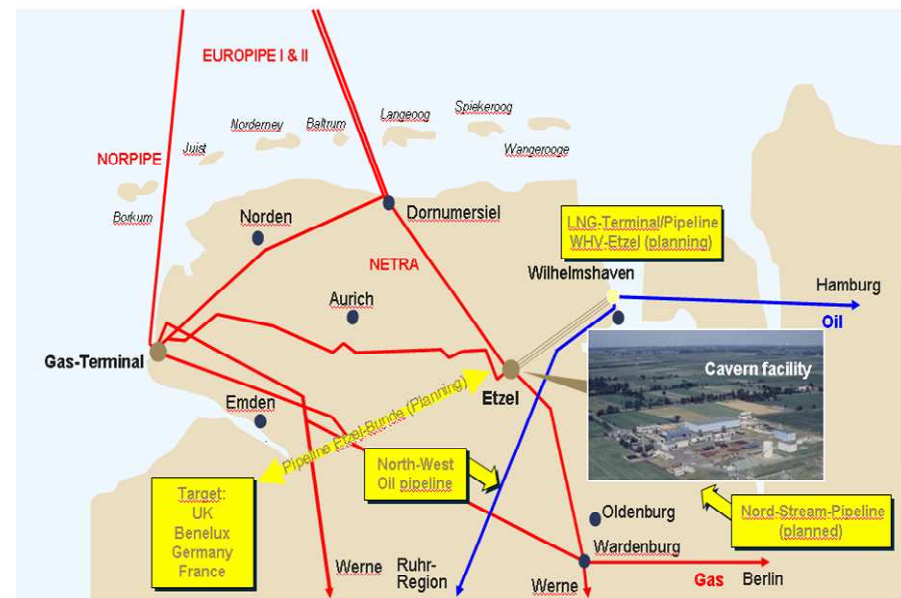 EUROPIPE I & II
Langeoog
Spiekeroog
Norderney
Baltrum
Juist
Wangerooge
NORPIPE
Borkum
Norden
Dornumersiel
LNG-Terminal/Pipeline
WHV-Etzel (planning)
NETRA
Wilhelmshaven
Aurich
Hamburg
Oil
Gas-Terminal
Cavern facility
Etzel
Emden
Pipeline Etzel-Bunde (Planning)
North-West
Oil pipeline
Target:
UK
Benelux
Germany
France
Oldenburg
Nord-Stream-Pipeline
(planned)
Wardenburg
Werne
Ruhr-
Region
Werne
Gas
Berlin